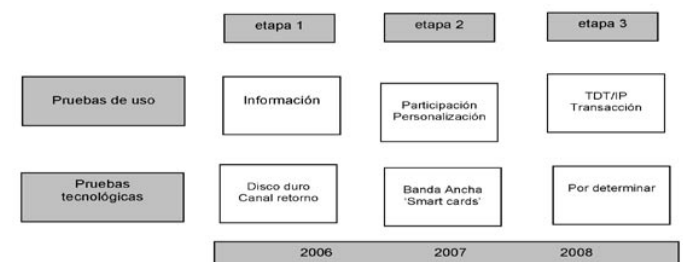 etapa 1
etapa 2
etapa 3
Pruebas de uso
Información
Participación
Personalización
TDT/IP
Transacción
Pruebas
tecnológicas
Disco duro
Canal retorno
Banda Ancha
‘Smart cards’
Por determinar
2006
2007
2008